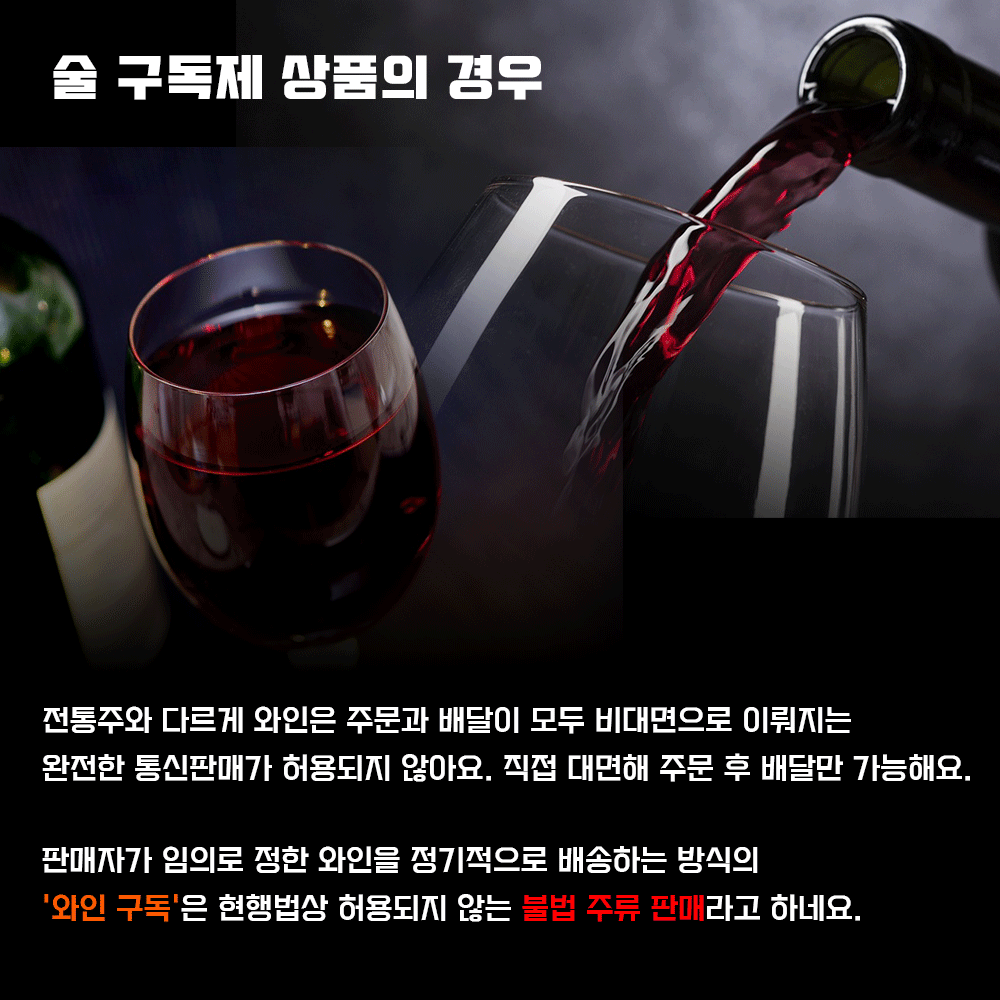 술 구독제 상품의 경우
전통주와 다르게 와인은 주문과 배달이 모두 비대면으로 이뤄지는
완전한 통신판매가 허용되지 않아요. 직접 대면해 주문 후 배달만 가능해요.
판매자가 임의로 정한 와인을 정기적으로 배송하는 방식의
'와인 구독'은 현행법상 허용되지 않는 불법 주류 판매라고 하네요.